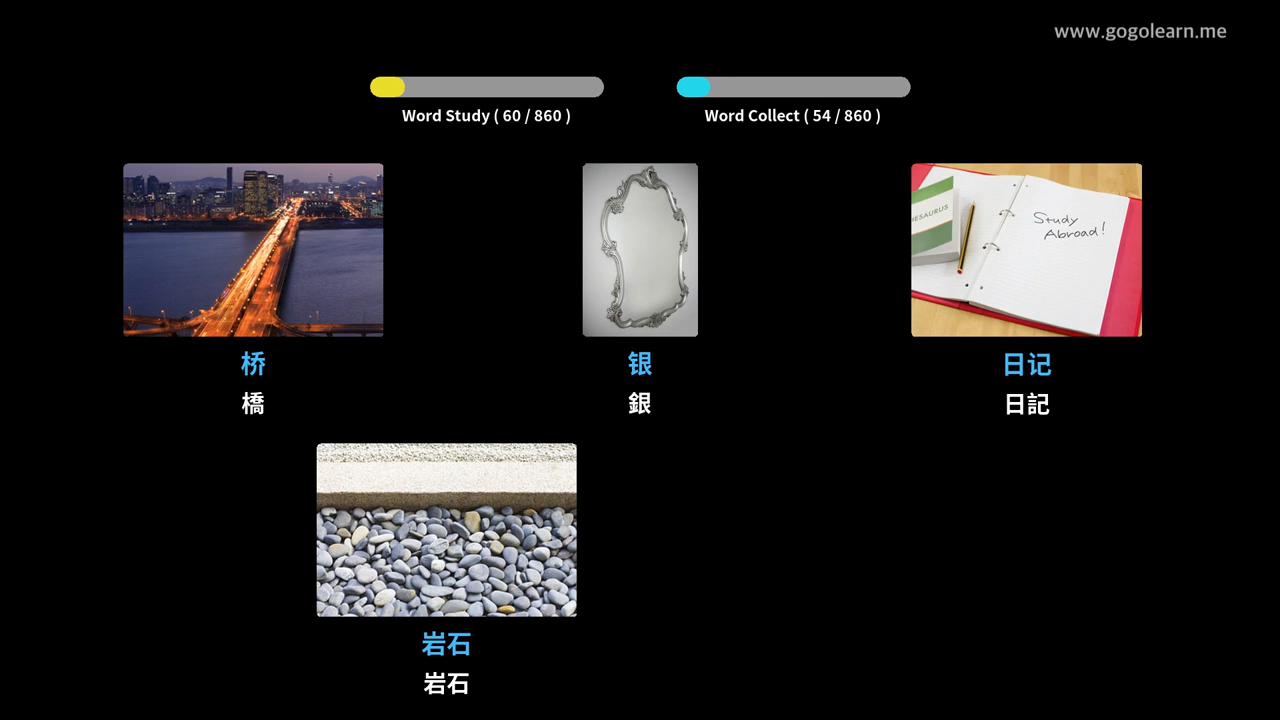 www.gogolearn.me
Word Study ( 60 / 860 )
Word Collect ( 54 / 860 )
HESAURUS
Study
Abroad!
桥
橋
银
銀
日记
日記
岩石
岩石